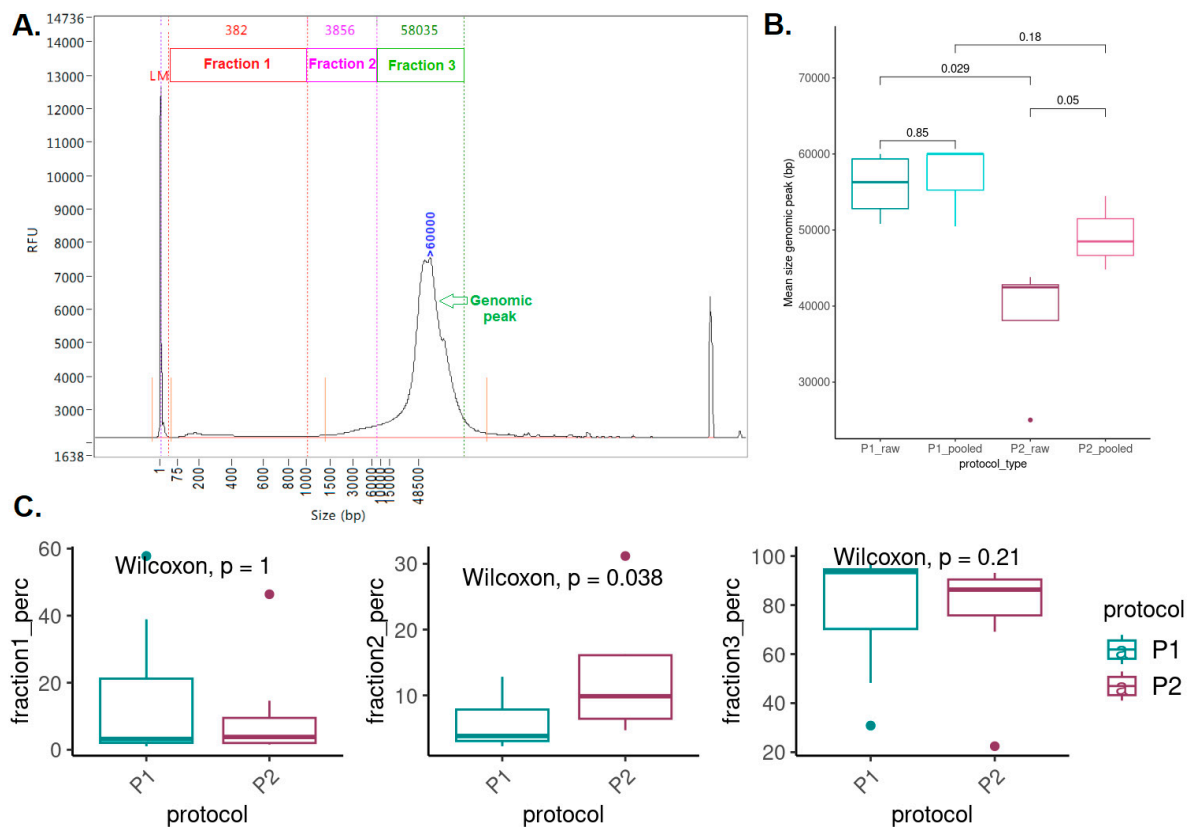 A.
14736
14000
13000
12000
11000
10000
9000
8000
7000
6000
5000
4000
3000
2000
1638
RFU
382
3856
58035
Fraction 1
Fraction 2
Fraction 3
LM
>60000
Genomic
peak
1
75
200
400
600
800
1000
1500
3000
6000
10000
15000
48500
Size (bp)
B.
0.18
0.029
0.05
0.85
70000
60000
50000
40000
30000
Mean size genomic peak (bp)
P1_raw
P1_pooled
P2_raw
P2_pooled
protocol_type
C.
60
40
20
0
fraction1_perc
Wilcoxon, p = 1
P1
P2
protocol
30
20
10
fraction2_perc
Wilcoxon, p = 0.038
P1
P2
protocol
100
80
60
40
20
fraction3_perc
Wilcoxon, p = 0.21
P1
P2
protocol
protocol
a P1
a P2